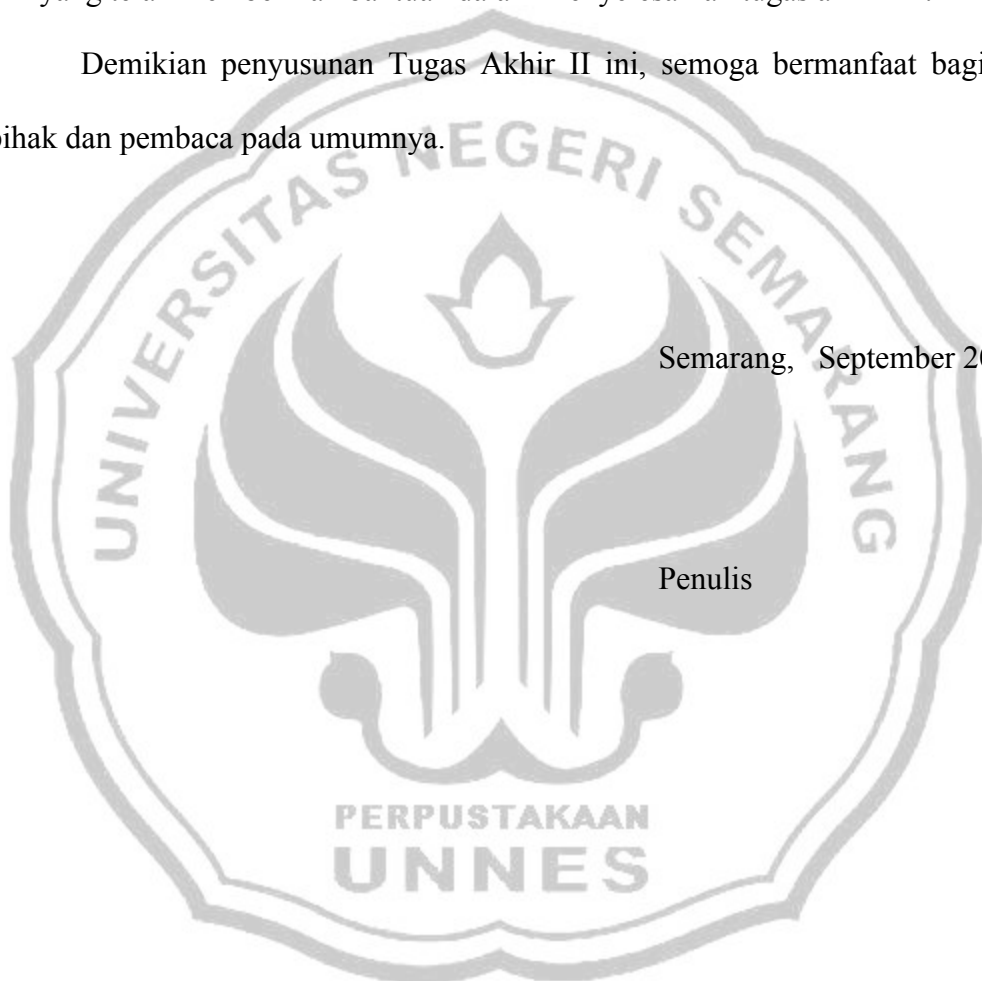 Demikian penyusunan Tugas Akhir II ini, semoga bermanfaat bagi
pihak dan pembaca pada umumnya.
UNIVERSITAS NEGERI SEMARANG
Semarang, September
Penulis
PERPUSTAKAAN
UNNES